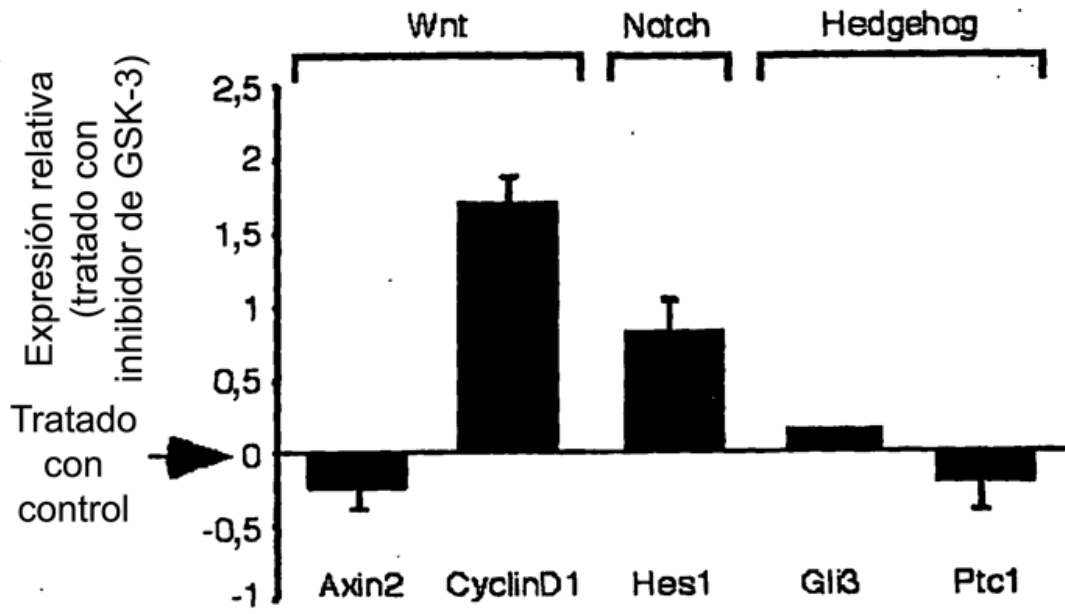 Wnt Notch Hedgehog
Expresión relativa
(tratado con
inhibidor de GSK-3)
2,5
2
1,5
1
0,5
0
-0,5
-1
Tratado
con
control
Axin2 CyclinD1 Hes1 Gli3 Ptc1